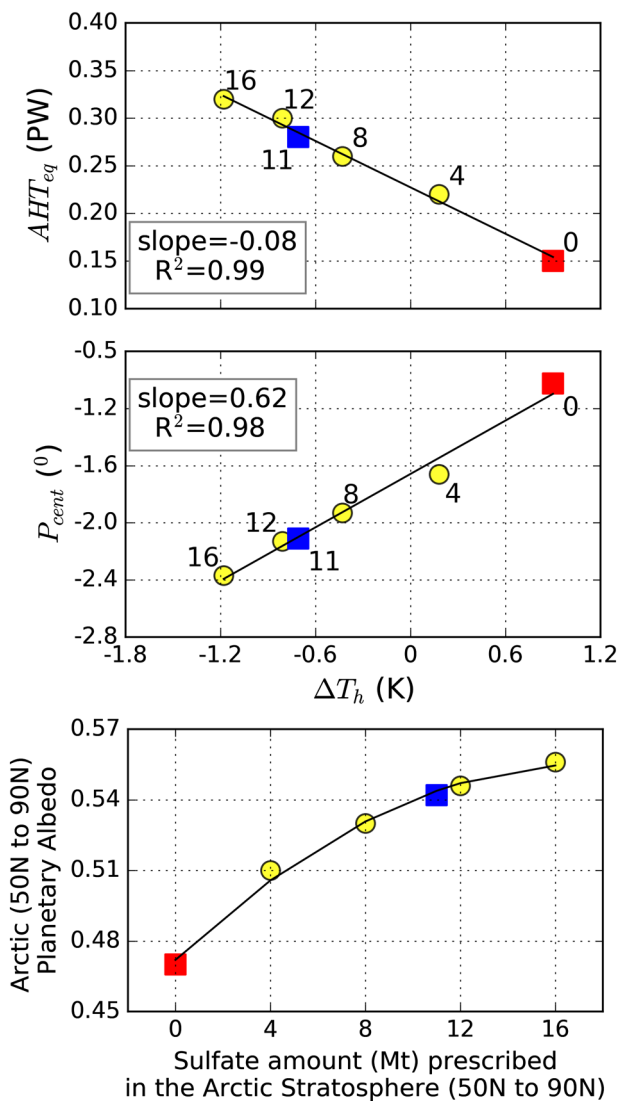 0.40
0.35
0.30
0.25
0.20
0.15
0.10
AHT_eq (PW)
16
12
11
8
4
0
slope=-0.08
R²=0.99
-0.5
-1.2
-1.6
-2.0
-2.4
-2.8
P_cent (⁰)
slope=0.62
R²=0.98
0
4
8
12
11
16
-1.8 -1.2 -0.6 0 0.6 1.2
ΔT_h (K)
0.57
0.54
0.51
0.48
0.45
Arctic (50N to 90N)
Planetary Albedo
0 4 8 12 16
Sulfate amount (Mt) prescribed
in the Arctic Stratosphere (50N to 90N)